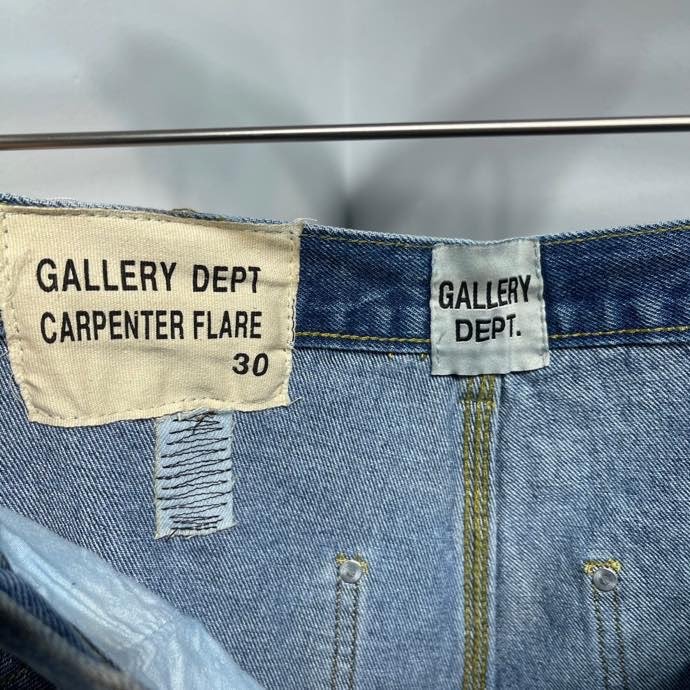 GALLERY DEPT
CARPENTER FLARE
30
GALLERY
DEPT.